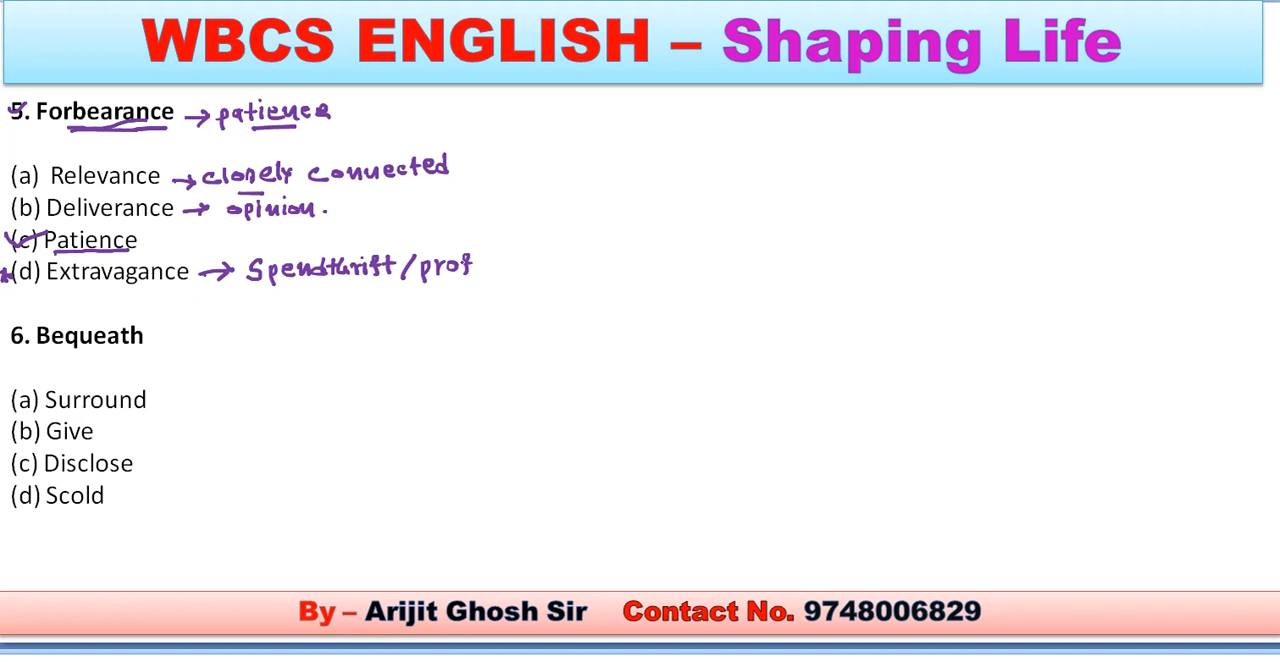 WBCS ENGLISH – Shaping Life
5. Forbearance → patience
(a) Relevance → closely connected
(b) Deliverance → opinion.
(c) Patience
(d) Extravagance → Spendthrift/prof
6. Bequeath
(a) Surround
(b) Give
(c) Disclose
(d) Scold
By – Arijit Ghosh Sir Contact No. 9748006829